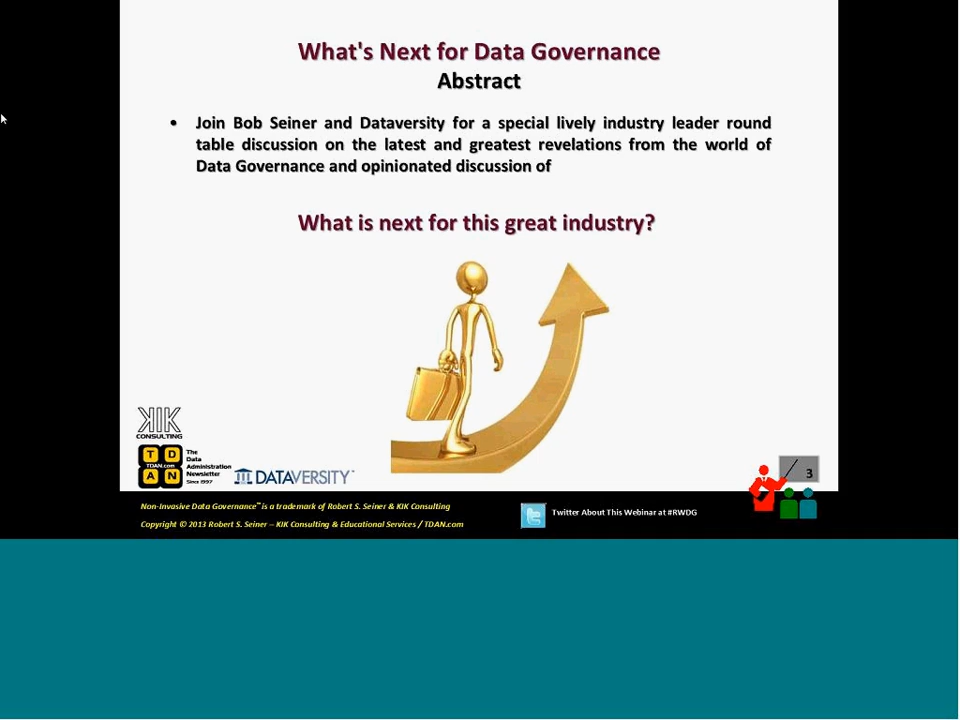 What's Next for Data Governance
Abstract
• Join Bob Seiner and Dataversity for a special lively industry leader round
table discussion on the latest and greatest revelations from the world of
Data Governance and opinionated discussion of
What is next for this great industry?
KIK
CONSULTING
T D
TDAN.com
A N
The
Data
Administration
Newsletter
Since 1997
DATAVERSITY
3
Non-Invasive Data Governance™ is a trademark of Robert S. Seiner & KIK Consulting
Copyright © 2013 Robert S. Seiner – KIK Consulting & Educational Services / TDAN.com
Twitter About This Webinar at #RWDG